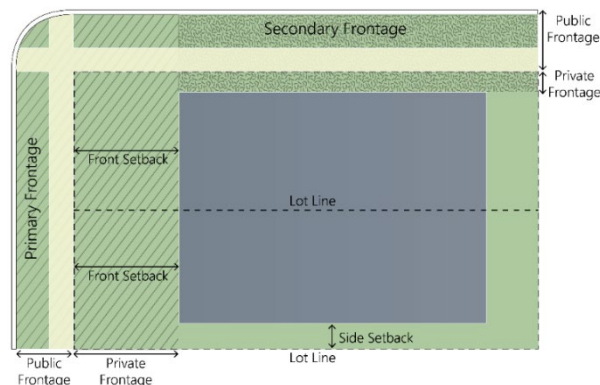 Secondary Frontage
Public
Frontage
Private
Frontage
Primary Frontage
Front Setback
Lot Line
Front Setback
Side Setback
Lot Line
Public
Frontage
Private
Frontage